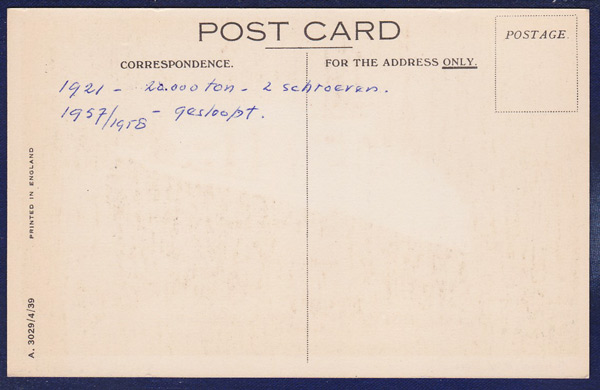 POST CARD
CORRESPONDENCE.
FOR THE ADDRESS ONLY.
POSTAGE.
1921 - 20.000 ton - 2 schroeven.
1957/1958 - gesloopt.
PRINTED IN ENGLAND
A. 3029/4/39